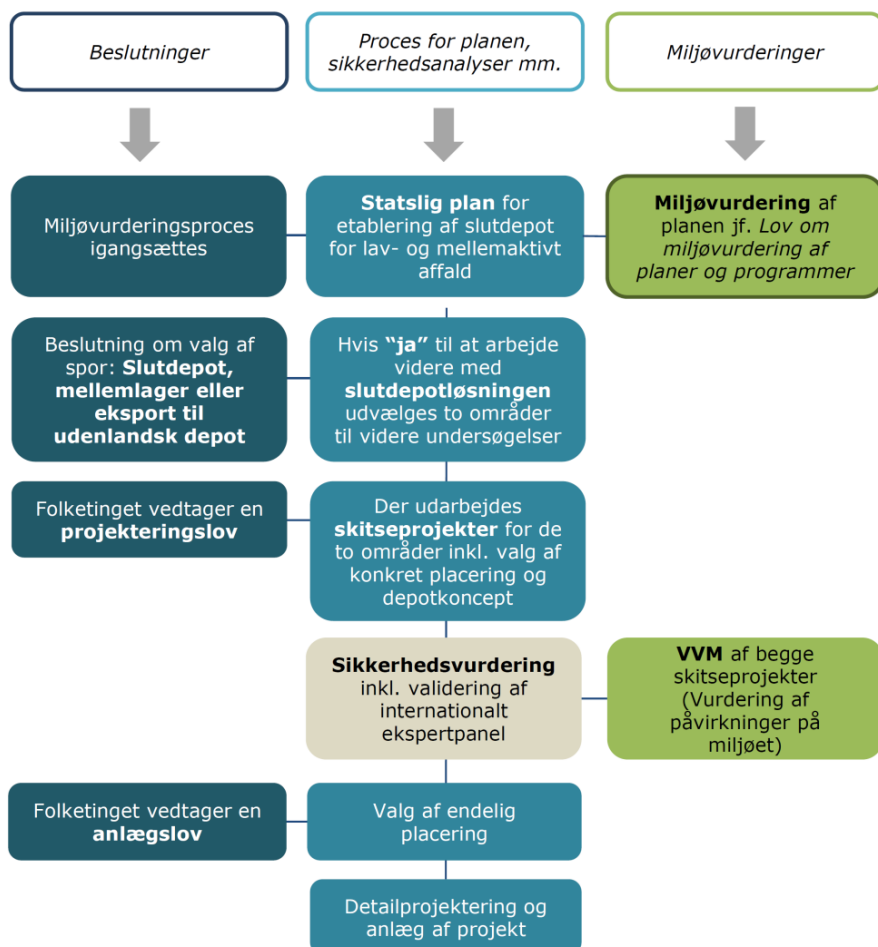 Beslutninger
Proces for planen,
sikkerhedsanalyser mm.
Miljøvurderinger
Miljøvurderingsproces
igangsættes
Statslig plan for
etablering af slutdepot
for lav- og mellemaktivt
affald
Miljøvurdering af
planen jf. Lov om
miljøvurdering af
planer og programmer
Beslutning om valg af
spor: Slutdepot,
mellemlager eller
eksport til
udenlandsk depot
Hvis “ja” til at arbejde
videre med
slutdepotløsningen
udvælges to områder
til videre undersøgelser
Folketinget vedtager en
projekteringslov
Der udarbejdes
skitseprojekter for de
to områder inkl. valg af
konkret placering og
depotkoncept
Sikkerhedsvurdering
inkl. validering af
internationalt
ekspertpanel
VVM af begge
skitseprojekter
(Vurdering af
påvirkninger på
miljøet)
Folketinget vedtager en
anlægslov
Valg af endelig
placering
Detailprojektering og
anlæg af projekt